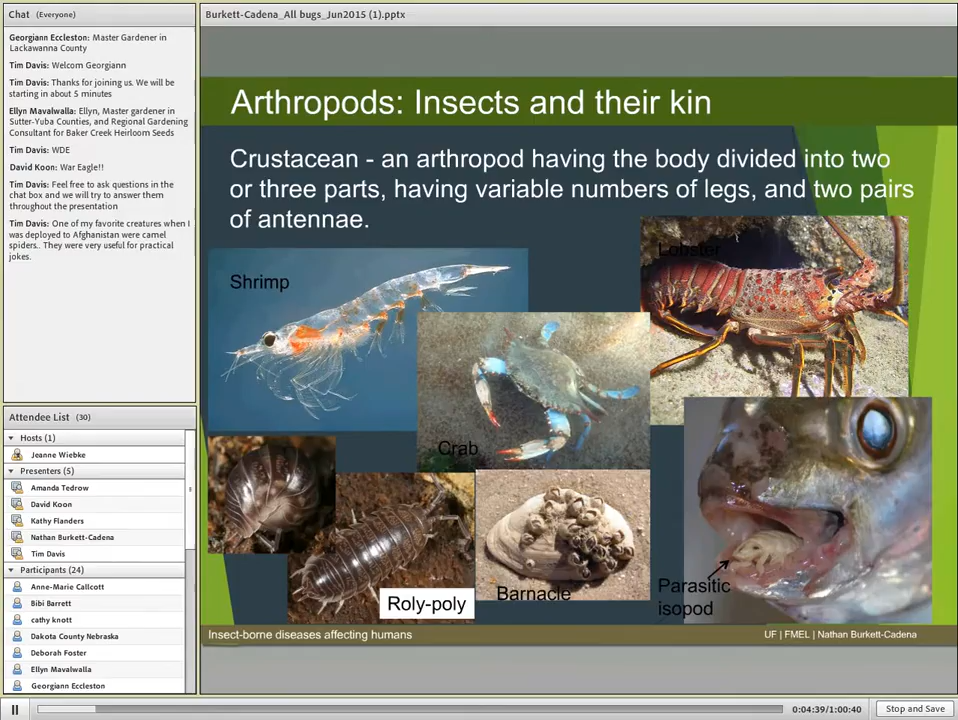 Chat (Everyone)
Georgiann Eccleston: Master Gardener in
Lackawanna County
Tim Davis: Welcom Georgiann
Tim Davis: Thanks for joining us. We will be
starting in about 5 minutes
Ellyn Mavalwalla: Ellyn, Master gardener in
Sutter-Yuba Counties, and Regional Gardening
Consultant for Baker Creek Heirloom Seeds
Tim Davis: WDE
David Koon: War Eagle!!
Tim Davis: Feel free to ask questions in the
chat box and we will try to answer them
throughout the presentation
Tim Davis: One of my favorite creatures when I
was deployed to Afghanistan were camel
spiders.. They were very useful for practical
jokes.
Attendee List (30)
Hosts (1)
Jeanne Wiebke
Presenters (5)
Amanda Tedrow
David Koon
Kathy Flanders
Nathan Burkett-Cadena
Tim Davis
Participants (24)
Anne-Marie Callcott
Bibi Barrett
cathy knott
Dakota County Nebraska
Deborah Foster
Ellyn Mavalwalla
Georgiann Eccleston
Burkett-Cadena_All bugs_Jun2015 (1).pptx
Arthropods: Insects and their kin
Crustacean - an arthropod having the body divided into two
or three parts, having variable numbers of legs, and two pairs
of antennae.
Shrimp
Lobster
Crab
Roly-poly
Barnacle
Parasitic
isopod
Insect-borne diseases affecting humans
UF | FMEL | Nathan Burkett-Cadena
0:04:39/1:00:40
Stop and Save